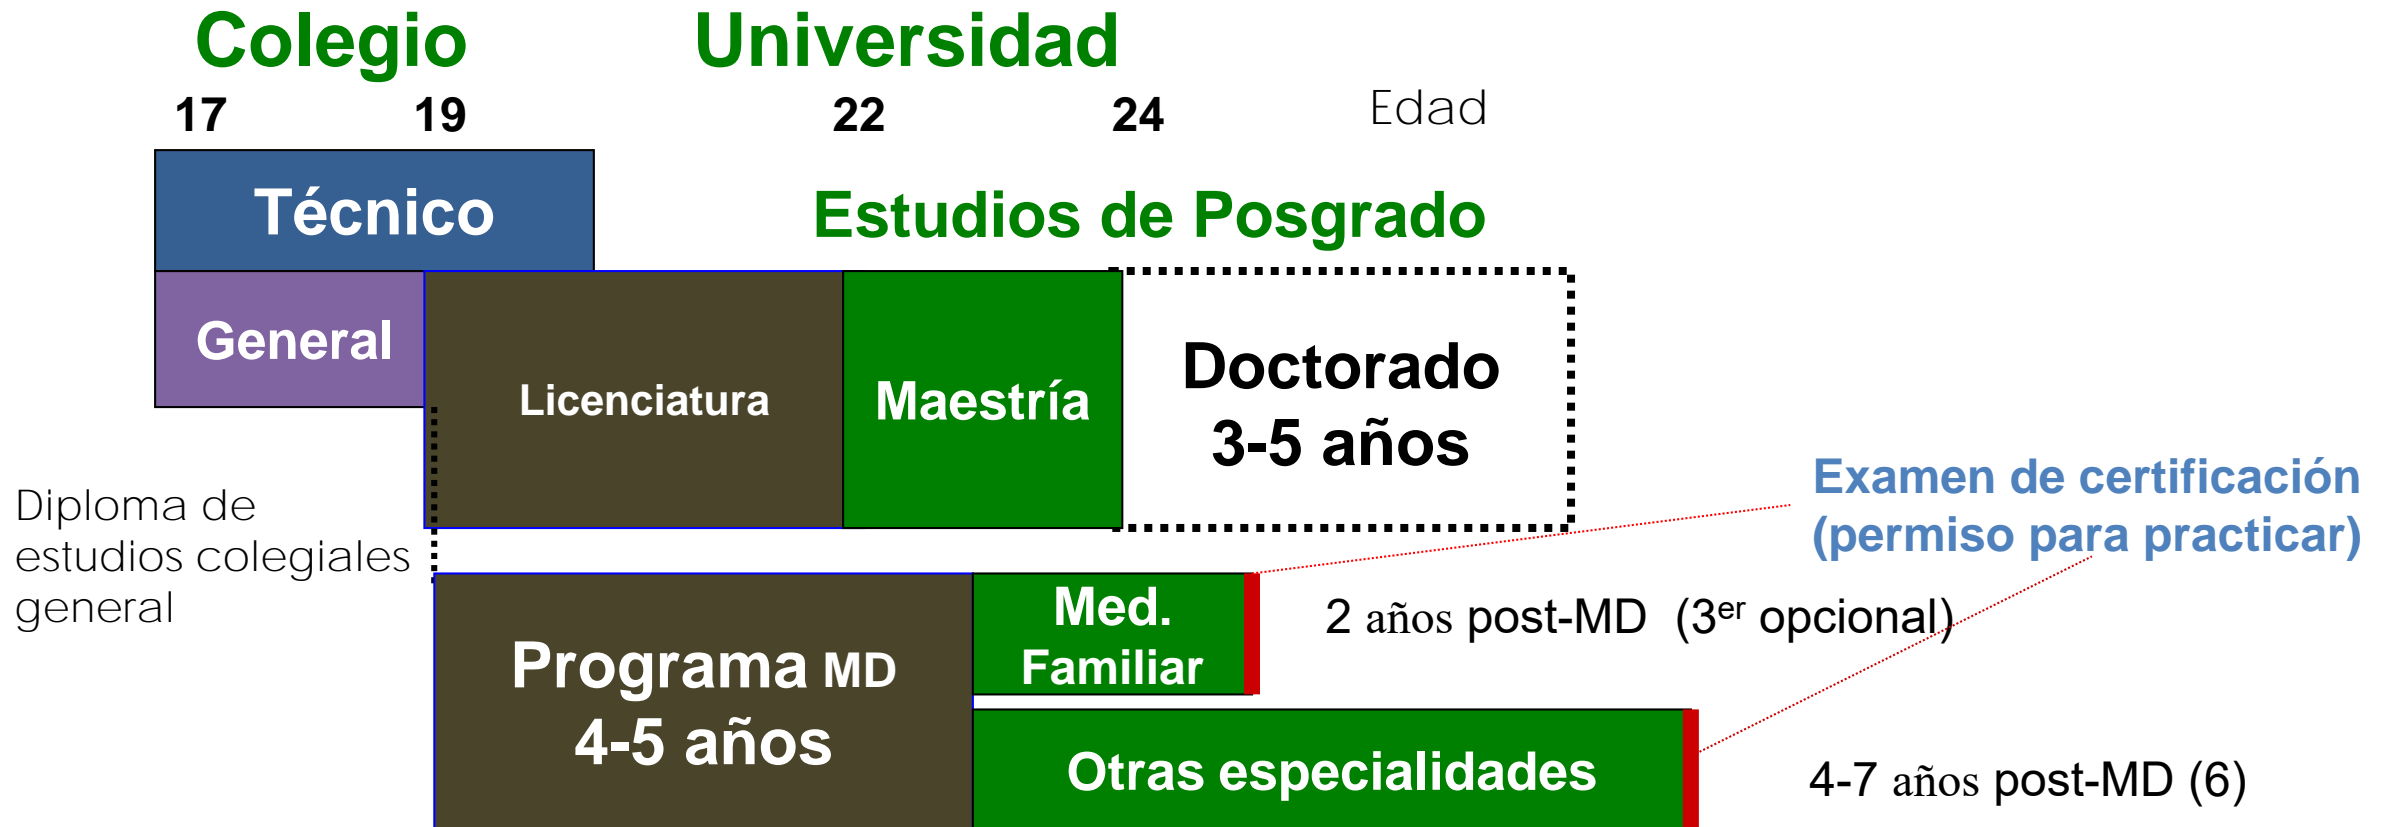 Colegio
Universidad
17
19
22
24
Edad
Técnico
Estudios de Posgrado
General
Licenciatura
Maestría
Doctorado
3-5 años
Diploma de
estudios colegiales
general
Examen de certificación
(permiso para practicar)
Programa MD
4-5 años
Med.
Familiar
2 años post-MD (3er opcional)
Otras especialidades
4-7 años post-MD (6)